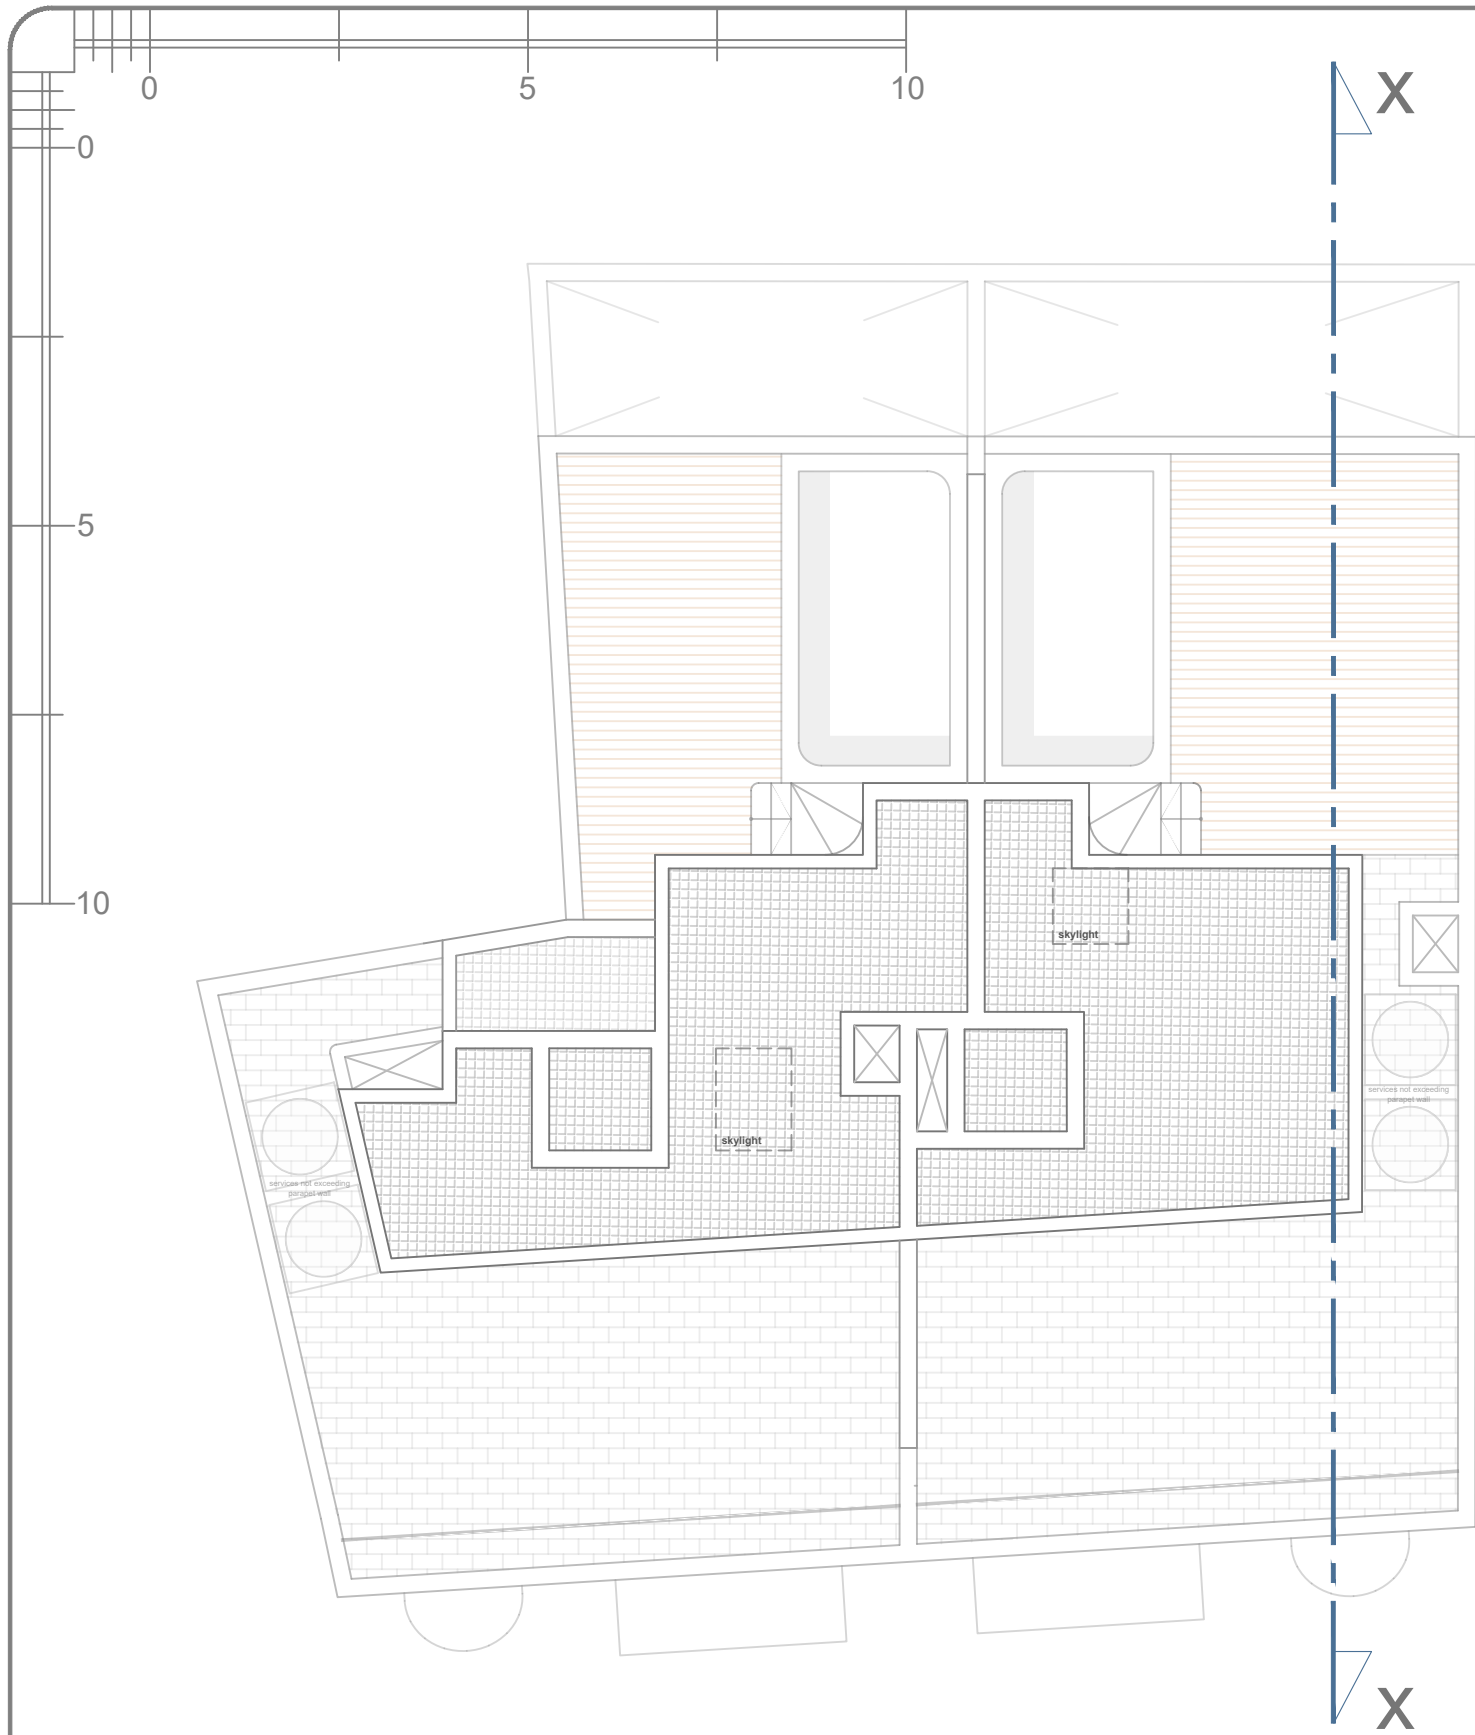 X
0 5 10
0
5
10
skylight
skylight
services not exceeding
parapet wall
services not exceeding
parapet wall
X